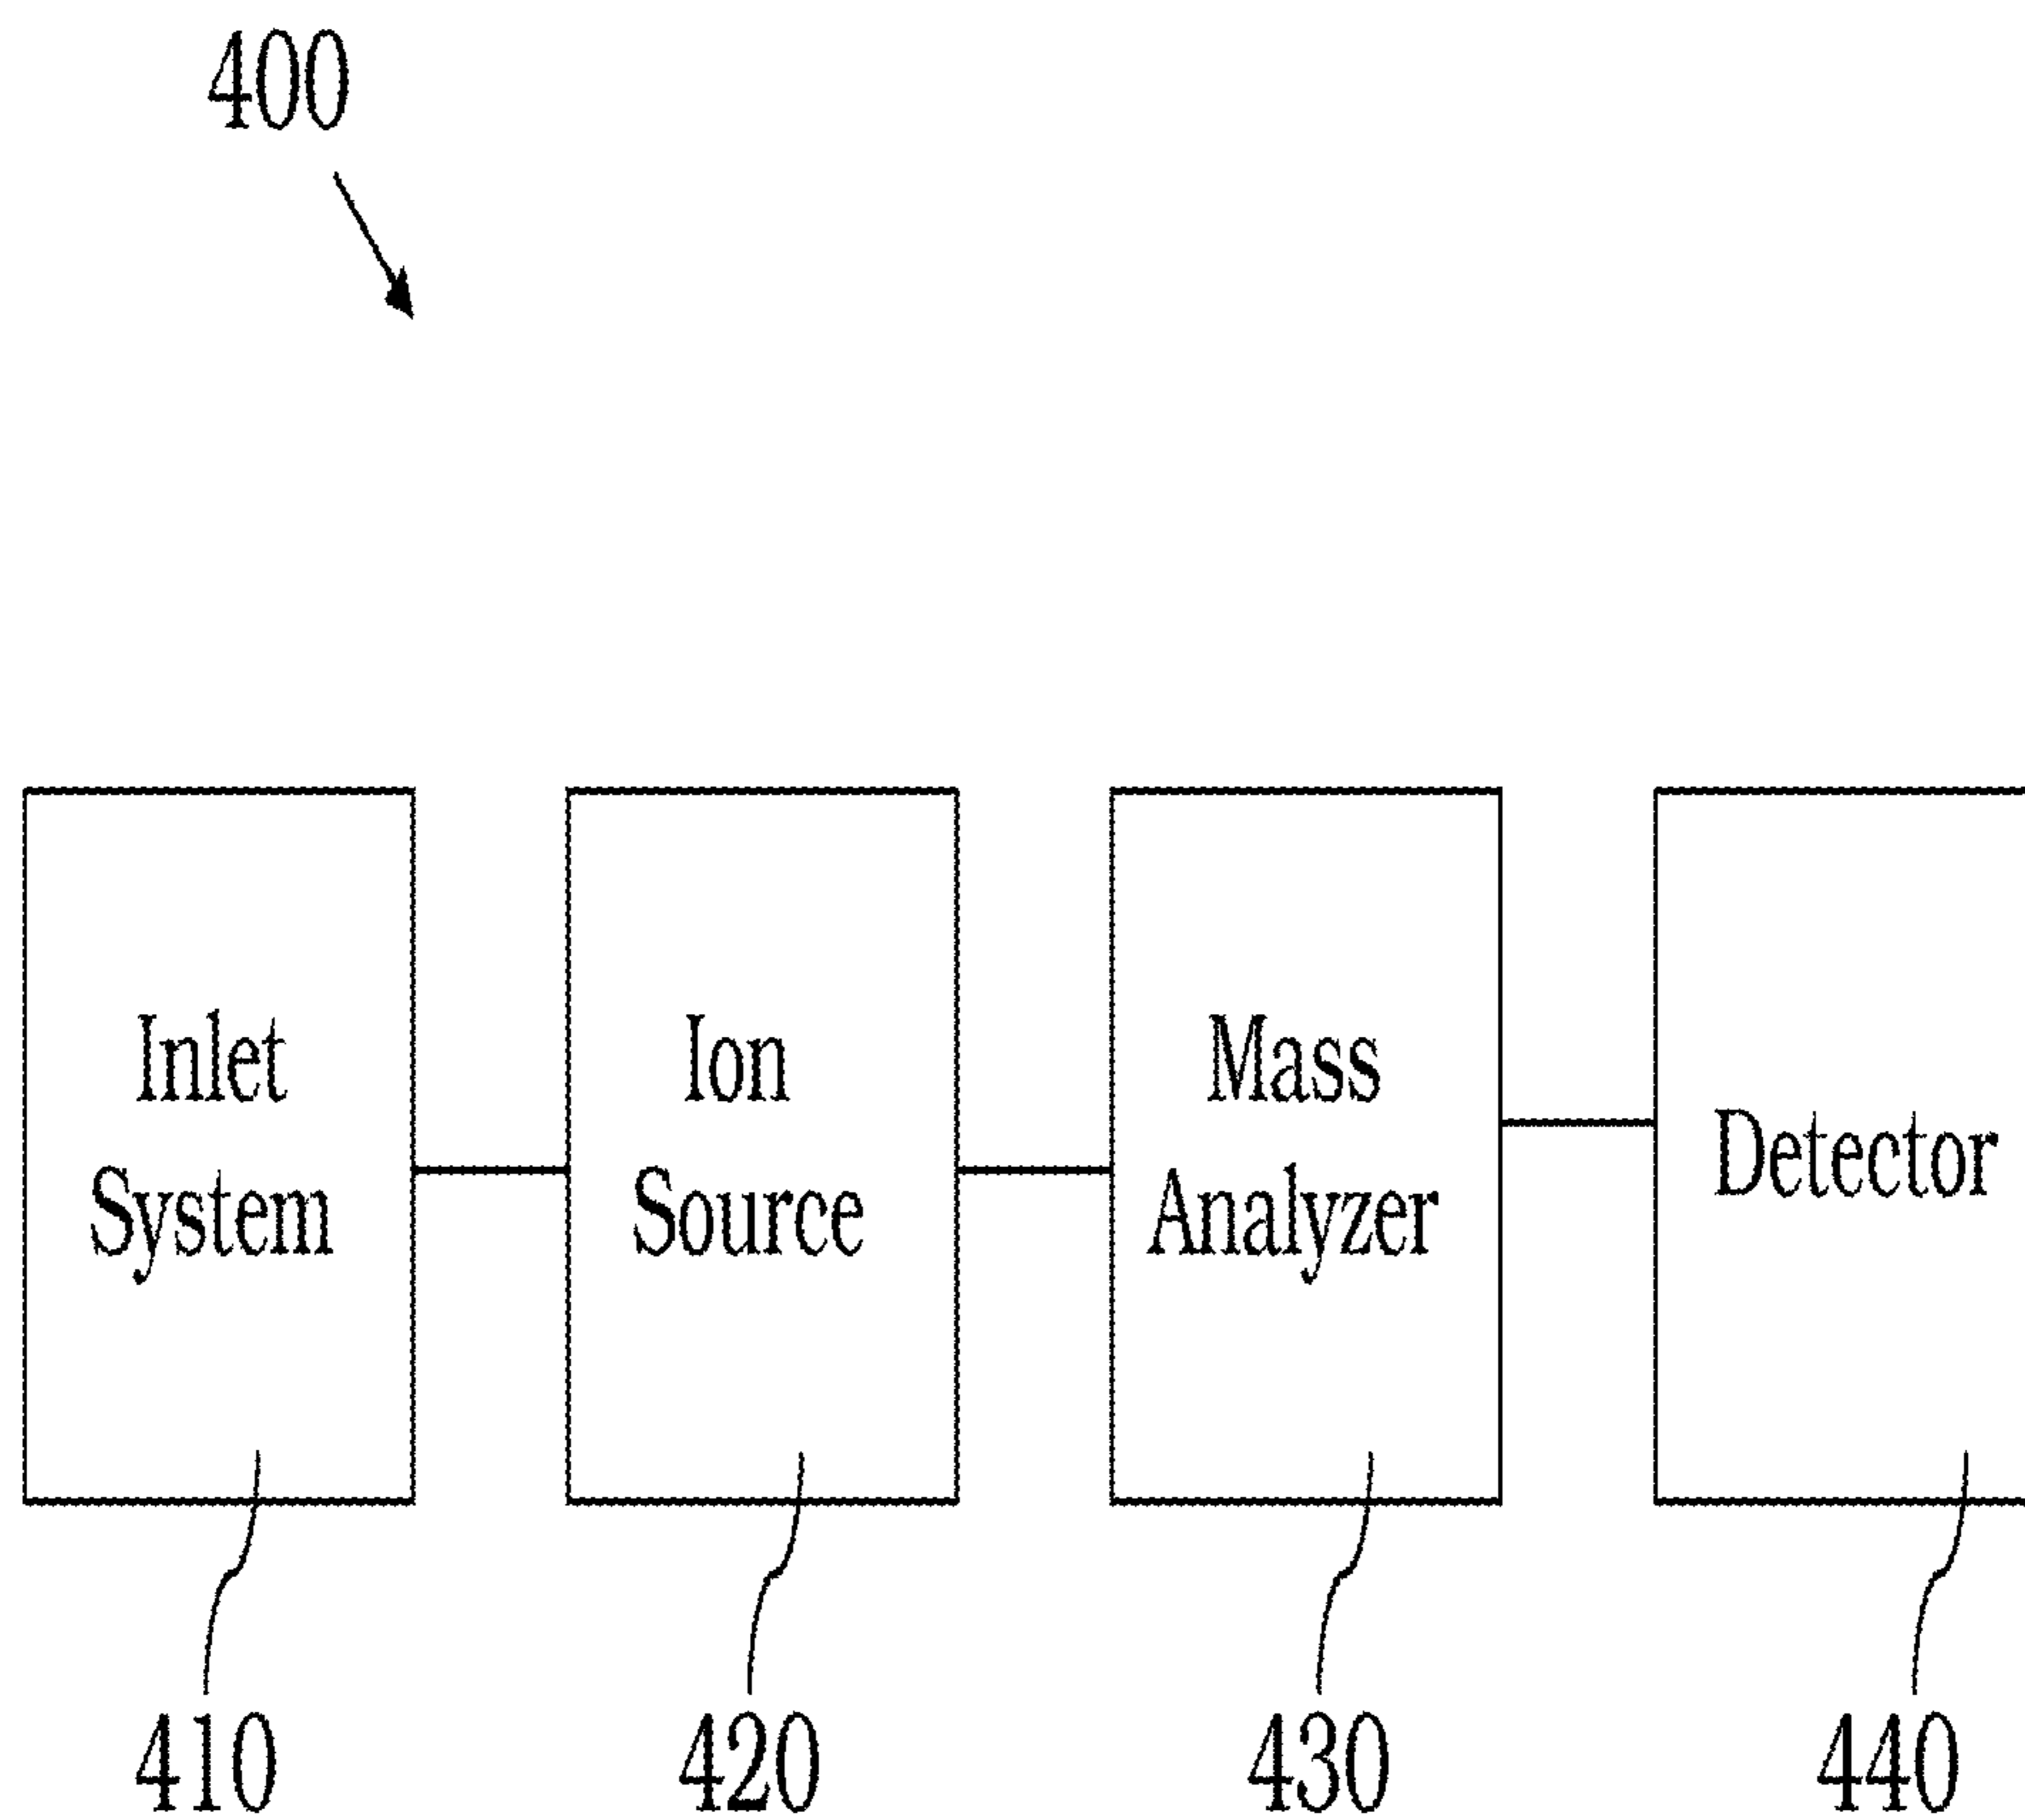 400
Inlet
System
Ion
Source
Mass
Analyzer
Detector
410
420
430
440